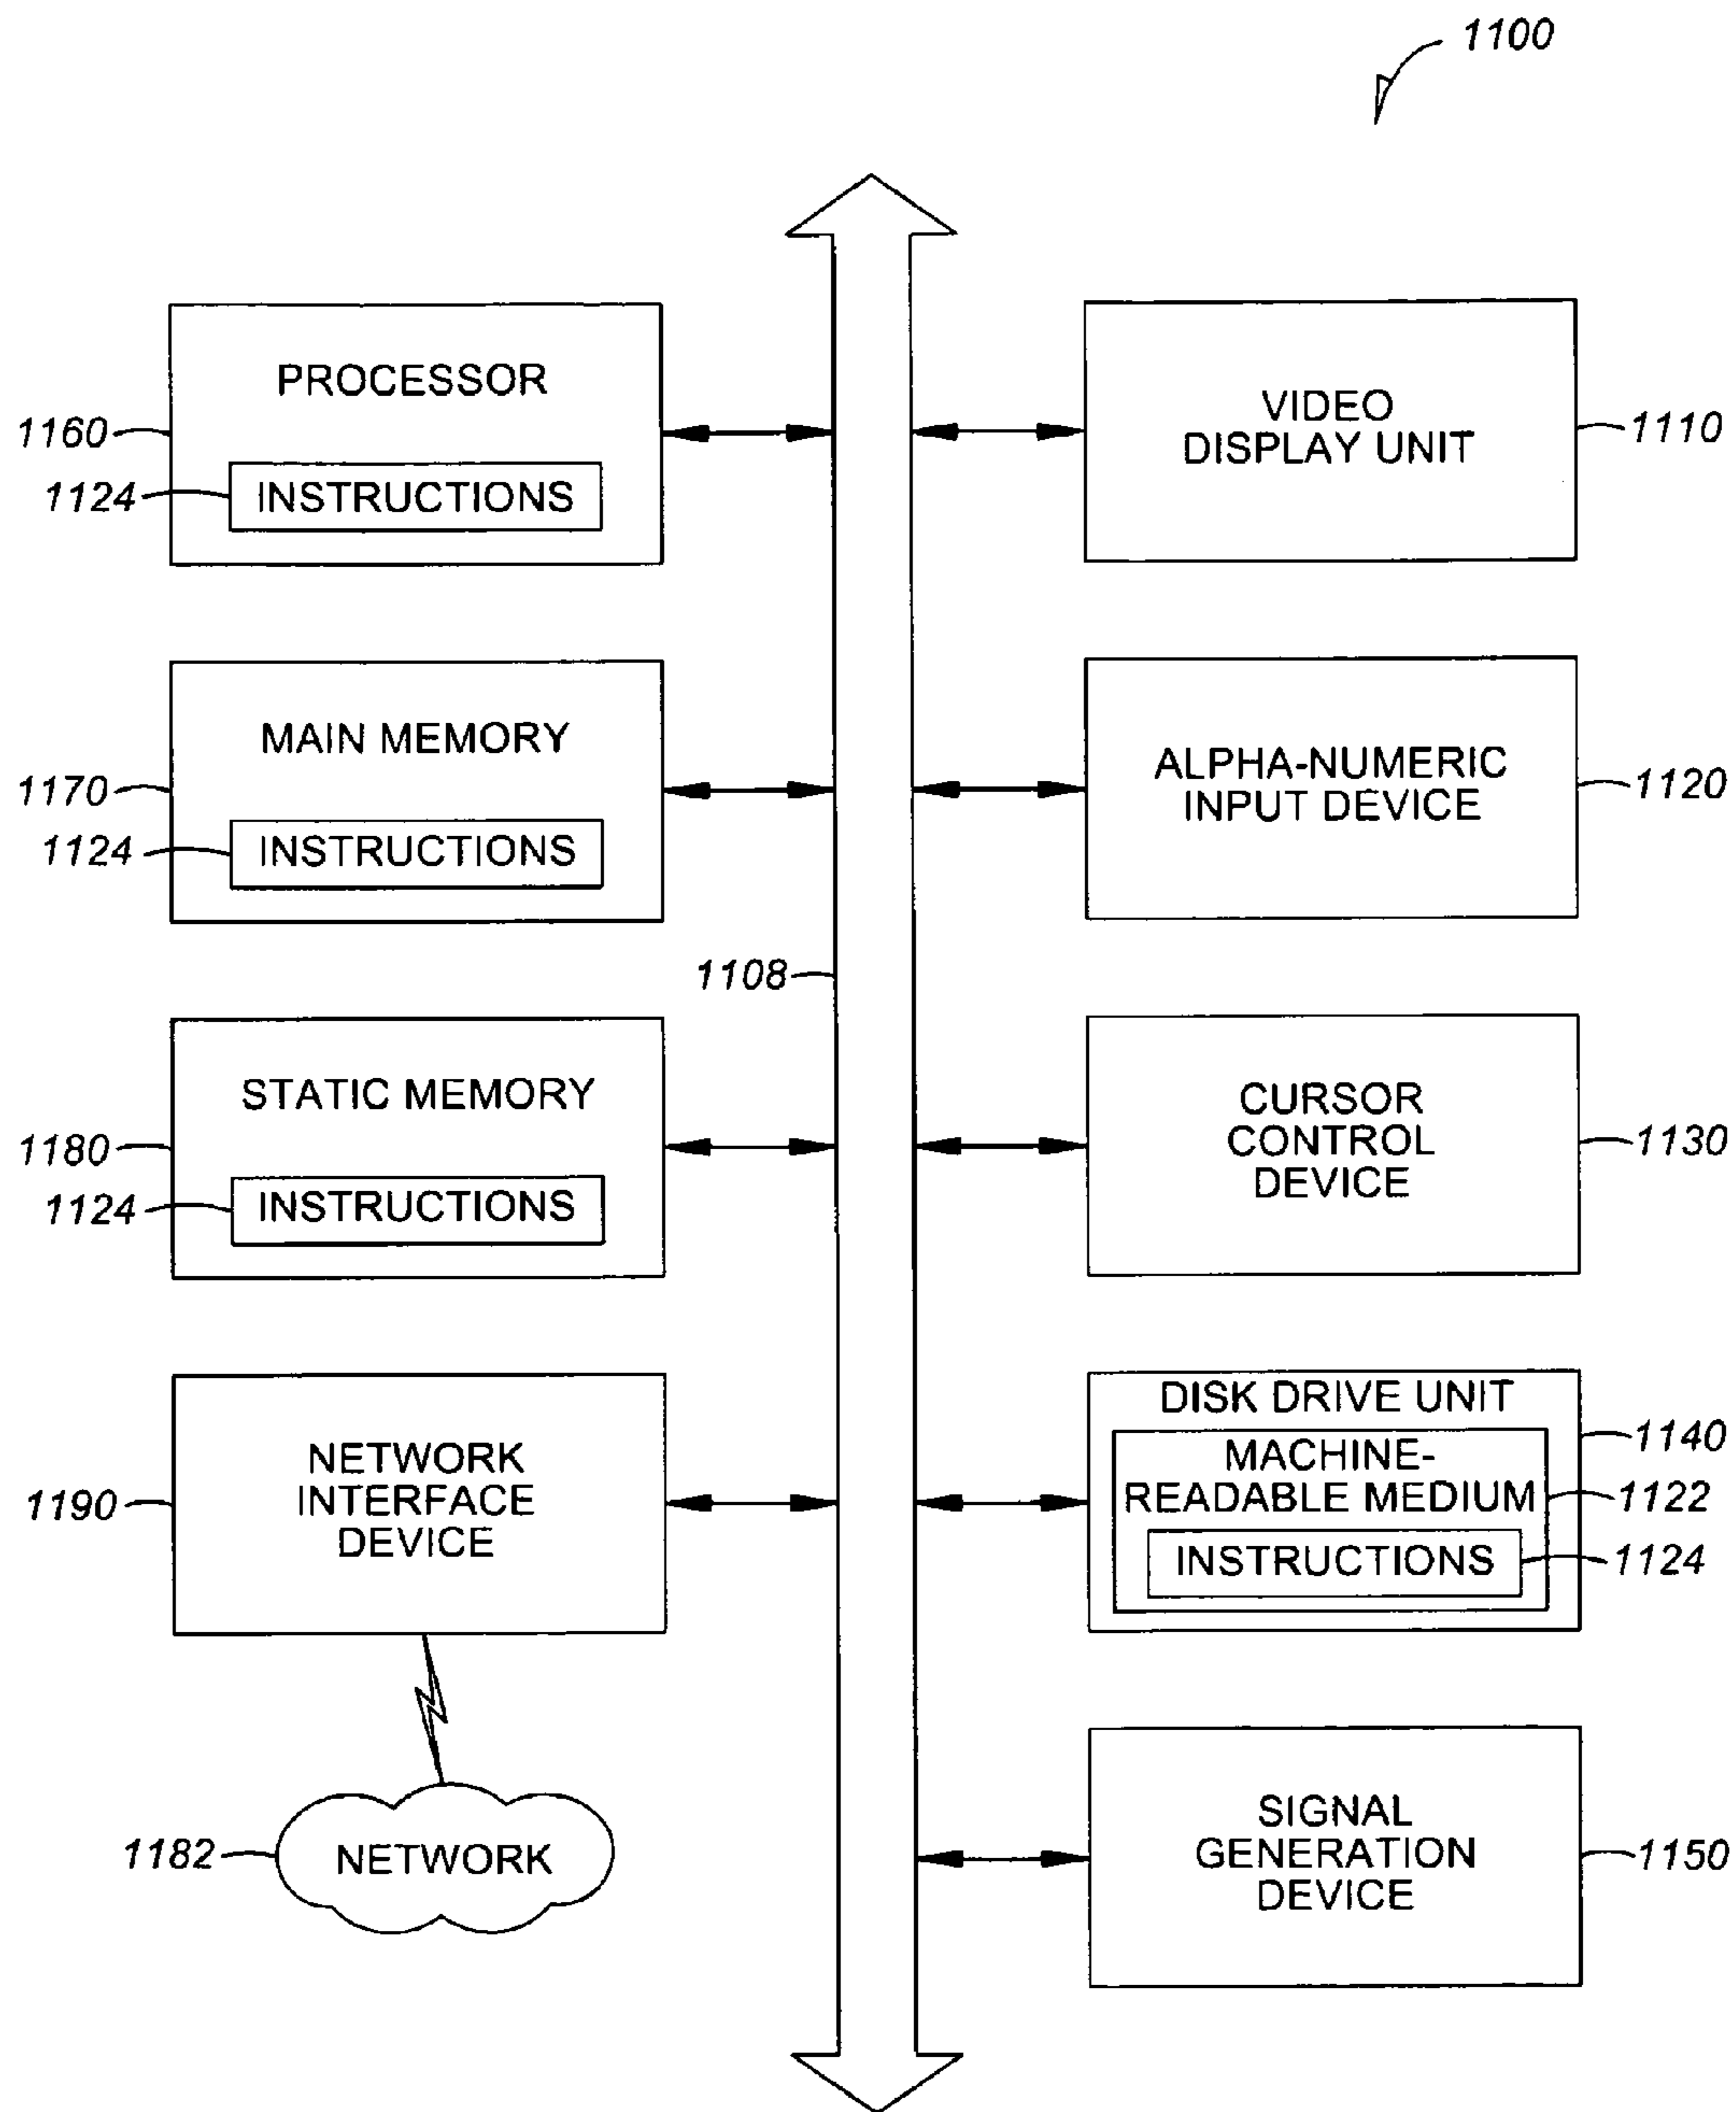 1100
PROCESSOR
1160
1124
INSTRUCTIONS
MAIN MEMORY
1170
1124
INSTRUCTIONS
1108
STATIC MEMORY
1180
1124
INSTRUCTIONS
NETWORK
INTERFACE
DEVICE
1190
1182
NETWORK
VIDEO
DISPLAY UNIT
1110
ALPHA-NUMERIC
INPUT DEVICE
1120
CURSOR
CONTROL
DEVICE
1130
DISK DRIVE UNIT
1140
MACHINE-
READABLE MEDIUM
1122
INSTRUCTIONS
1124
SIGNAL
GENERATION
DEVICE
1150